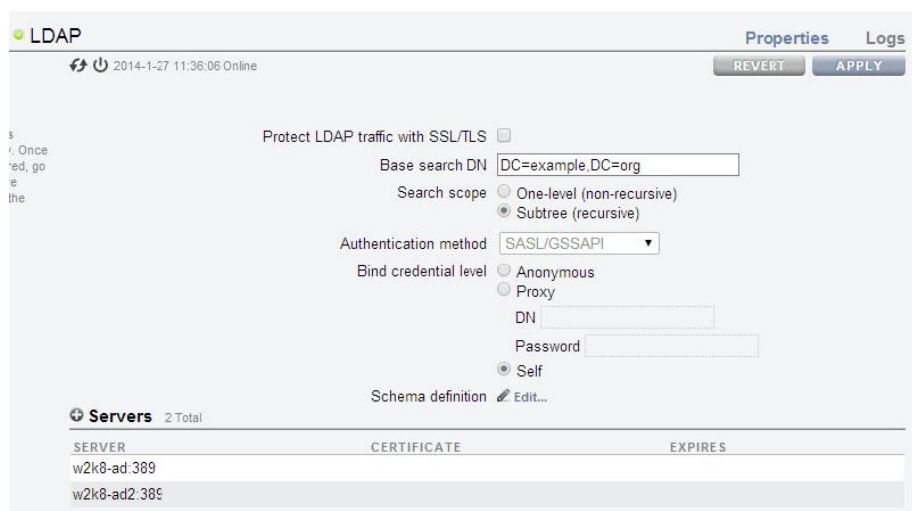 LDAP
Properties Logs
2014-1-27 11:36:06 Online
REVERT APPLY
s
. Once
red, go
e
the
Protect LDAP traffic with SSL/TLS
Base search DN DC=example,DC=org
Search scope One-level (non-recursive)
Subtree (recursive)
Authentication method SASL/GSSAPI
Bind credential level Anonymous
Proxy
DN
Password
Self
Schema definition Edit...
Servers 2 Total
SERVER CERTIFICATE EXPIRES
w2k8-ad:389
w2k8-ad2:389